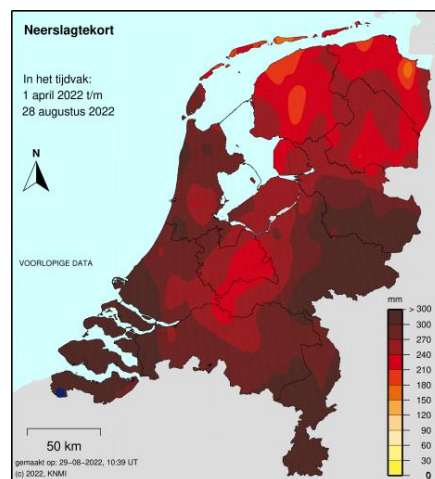 Neerslagtekort
In het tijdvak:
1 april 2022 t/m
28 augustus 2022
N
VOORLOPIGE DATA
mm
> 300
300
270
240
210
180
150
120
90
60
30
0
50 km
gemaakt op: 29-08-2022, 10:39 UT
(c) 2022, KNMI